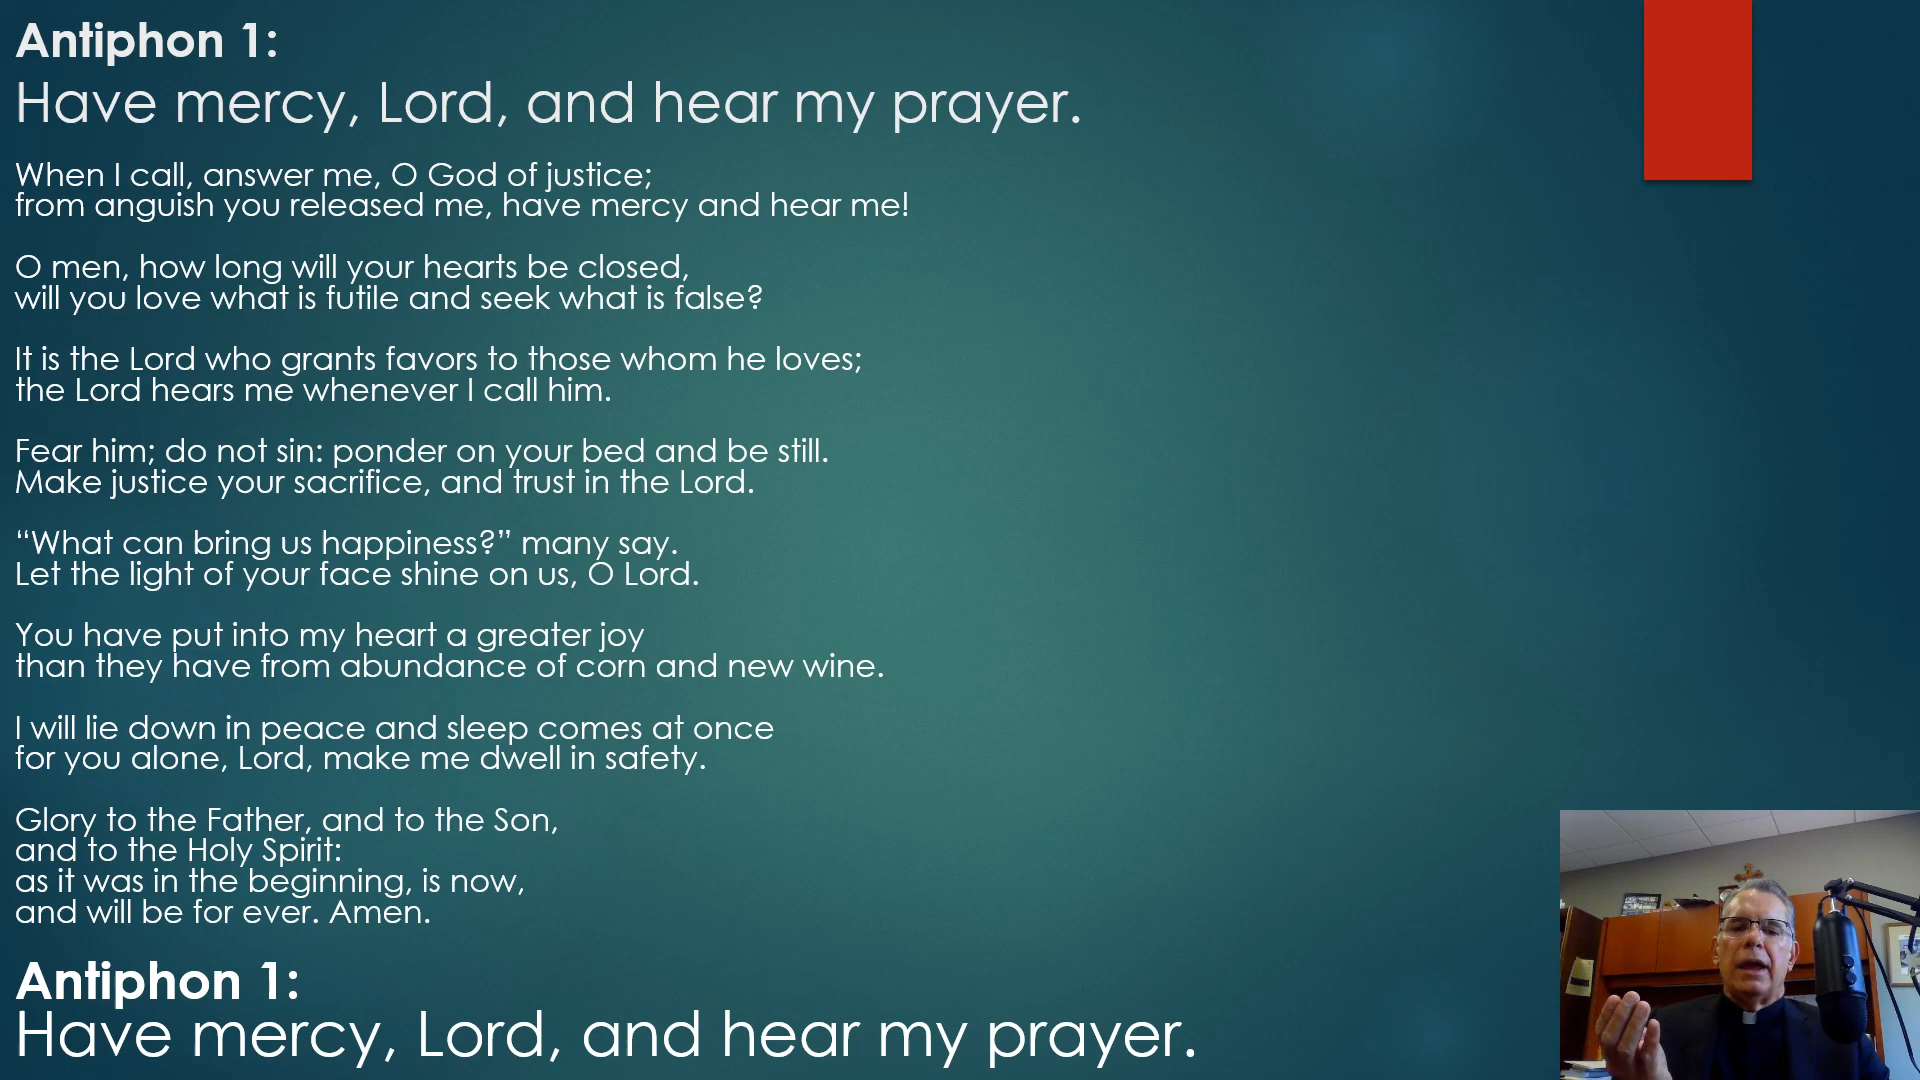 Antiphon 1:
Have mercy, Lord, and hear my prayer.
When I call, answer me, O God of justice;
from anguish you released me, have mercy and hear me!
O men, how long will your hearts be closed,
will you love what is futile and seek what is false?
It is the Lord who grants favors to those whom he loves;
the Lord hears me whenever I call him.
Fear him; do not sin: ponder on your bed and be still.
Make justice your sacrifice, and trust in the Lord.
“What can bring us happiness?” many say.
Let the light of your face shine on us, O Lord.
You have put into my heart a greater joy
than they have from abundance of corn and new wine.
I will lie down in peace and sleep comes at once
for you alone, Lord, make me dwell in safety.
Glory to the Father, and to the Son,
and to the Holy Spirit:
as it was in the beginning, is now,
and will be for ever. Amen.
Antiphon 1:
Have mercy, Lord, and hear my prayer.